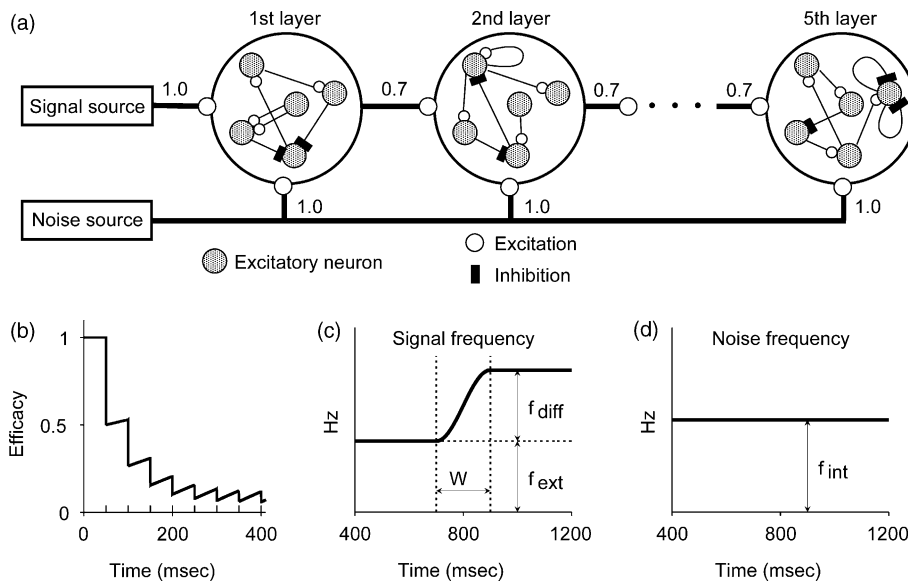 (a)
1st layer
2nd layer
5th layer
Signal source
1.0
0.7
0.7
0.7
Noise source
1.0
1.0
1.0
Excitatory neuron
Excitation
Inhibition
(b)
1
0.5
0
Efficacy
0
200
400
Time (msec)
(c)
Signal frequency
Hz
f diff
W
f ext
400
800
1200
Time (msec)
(d)
Noise frequency
Hz
f int
400
800
1200
Time (msec)